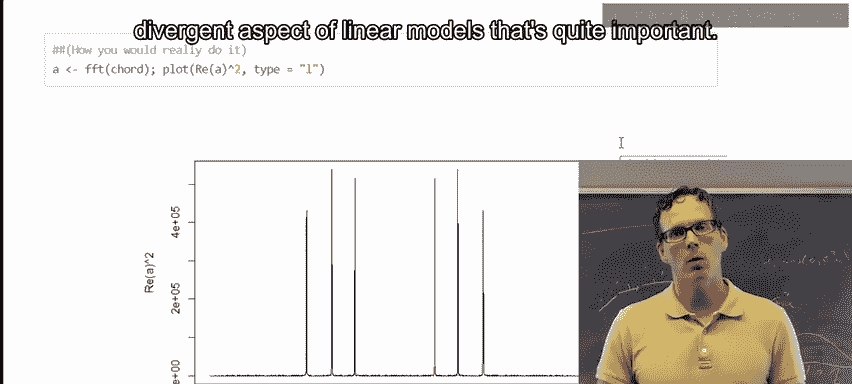 divergent aspect of linear models that's quite important.
##(How you would really do it)
a <- fft(chord); plot(Re(a)^2, type = "l")
Re(a)^2
4e+05
2e+05
e+00